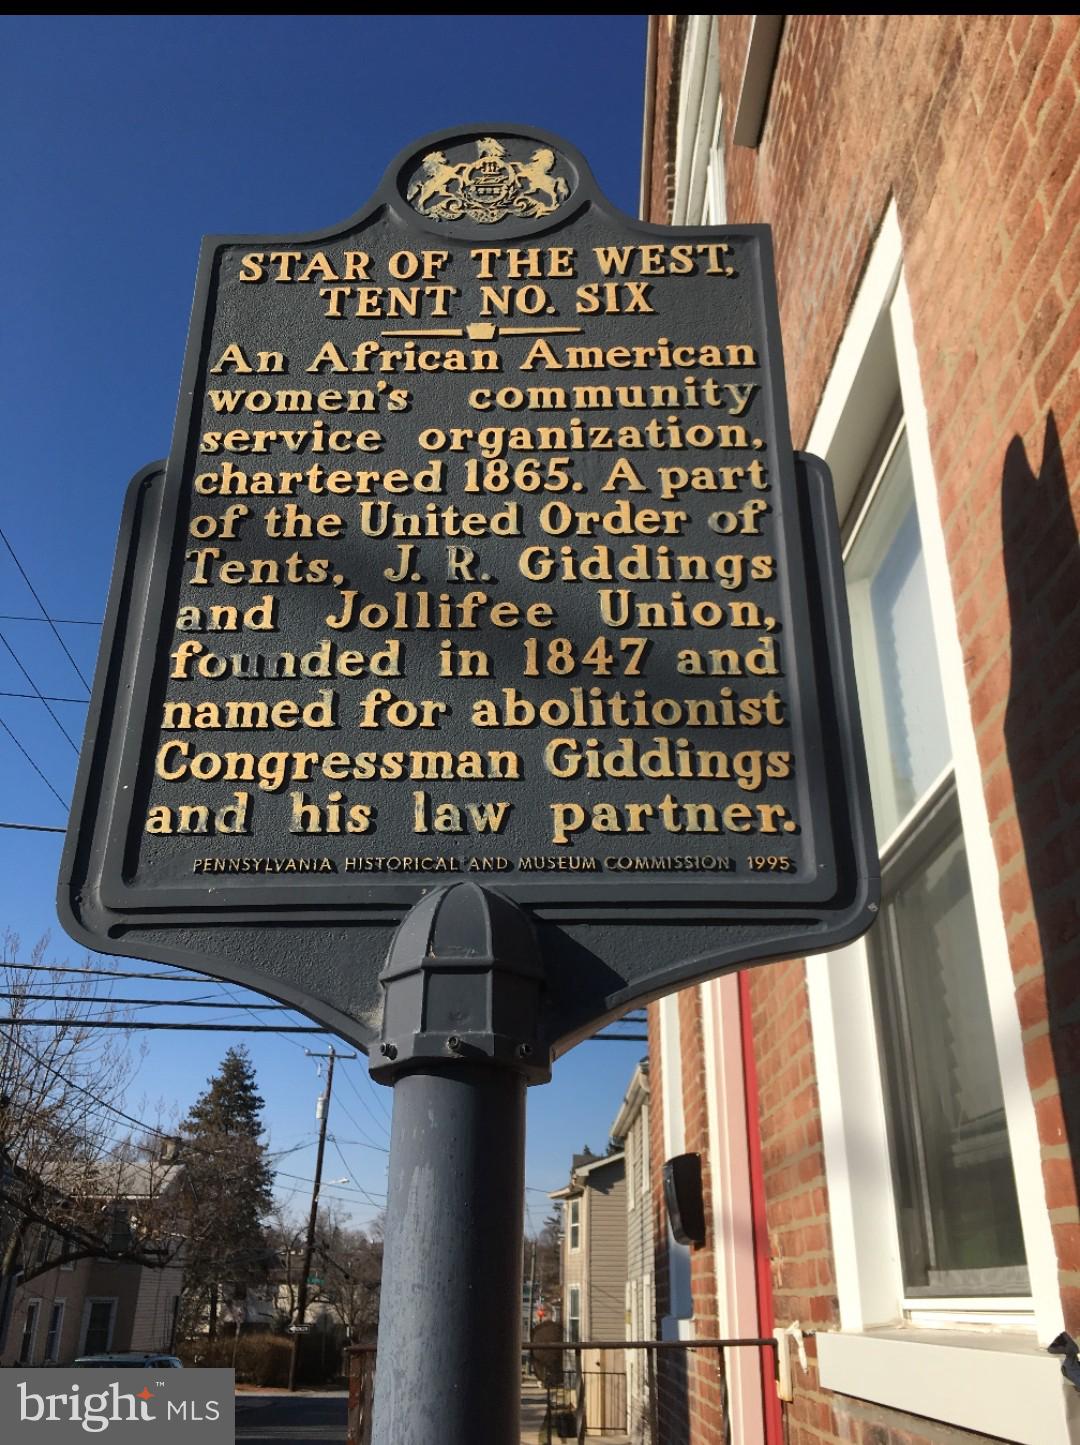 STAR OF THE WEST,
TENT NO. SIX
An African American
women's community
service organization,
chartered 1865. A part
of the United Order of
Tents, J. R. Giddings
and Jollifee Union,
founded in 1847 and
named for abolitionist
Congressman Giddings
and his law partner.
PENNSYLVANIA HISTORICAL AND MUSEUM COMMISSION 1995
bright™ MLS